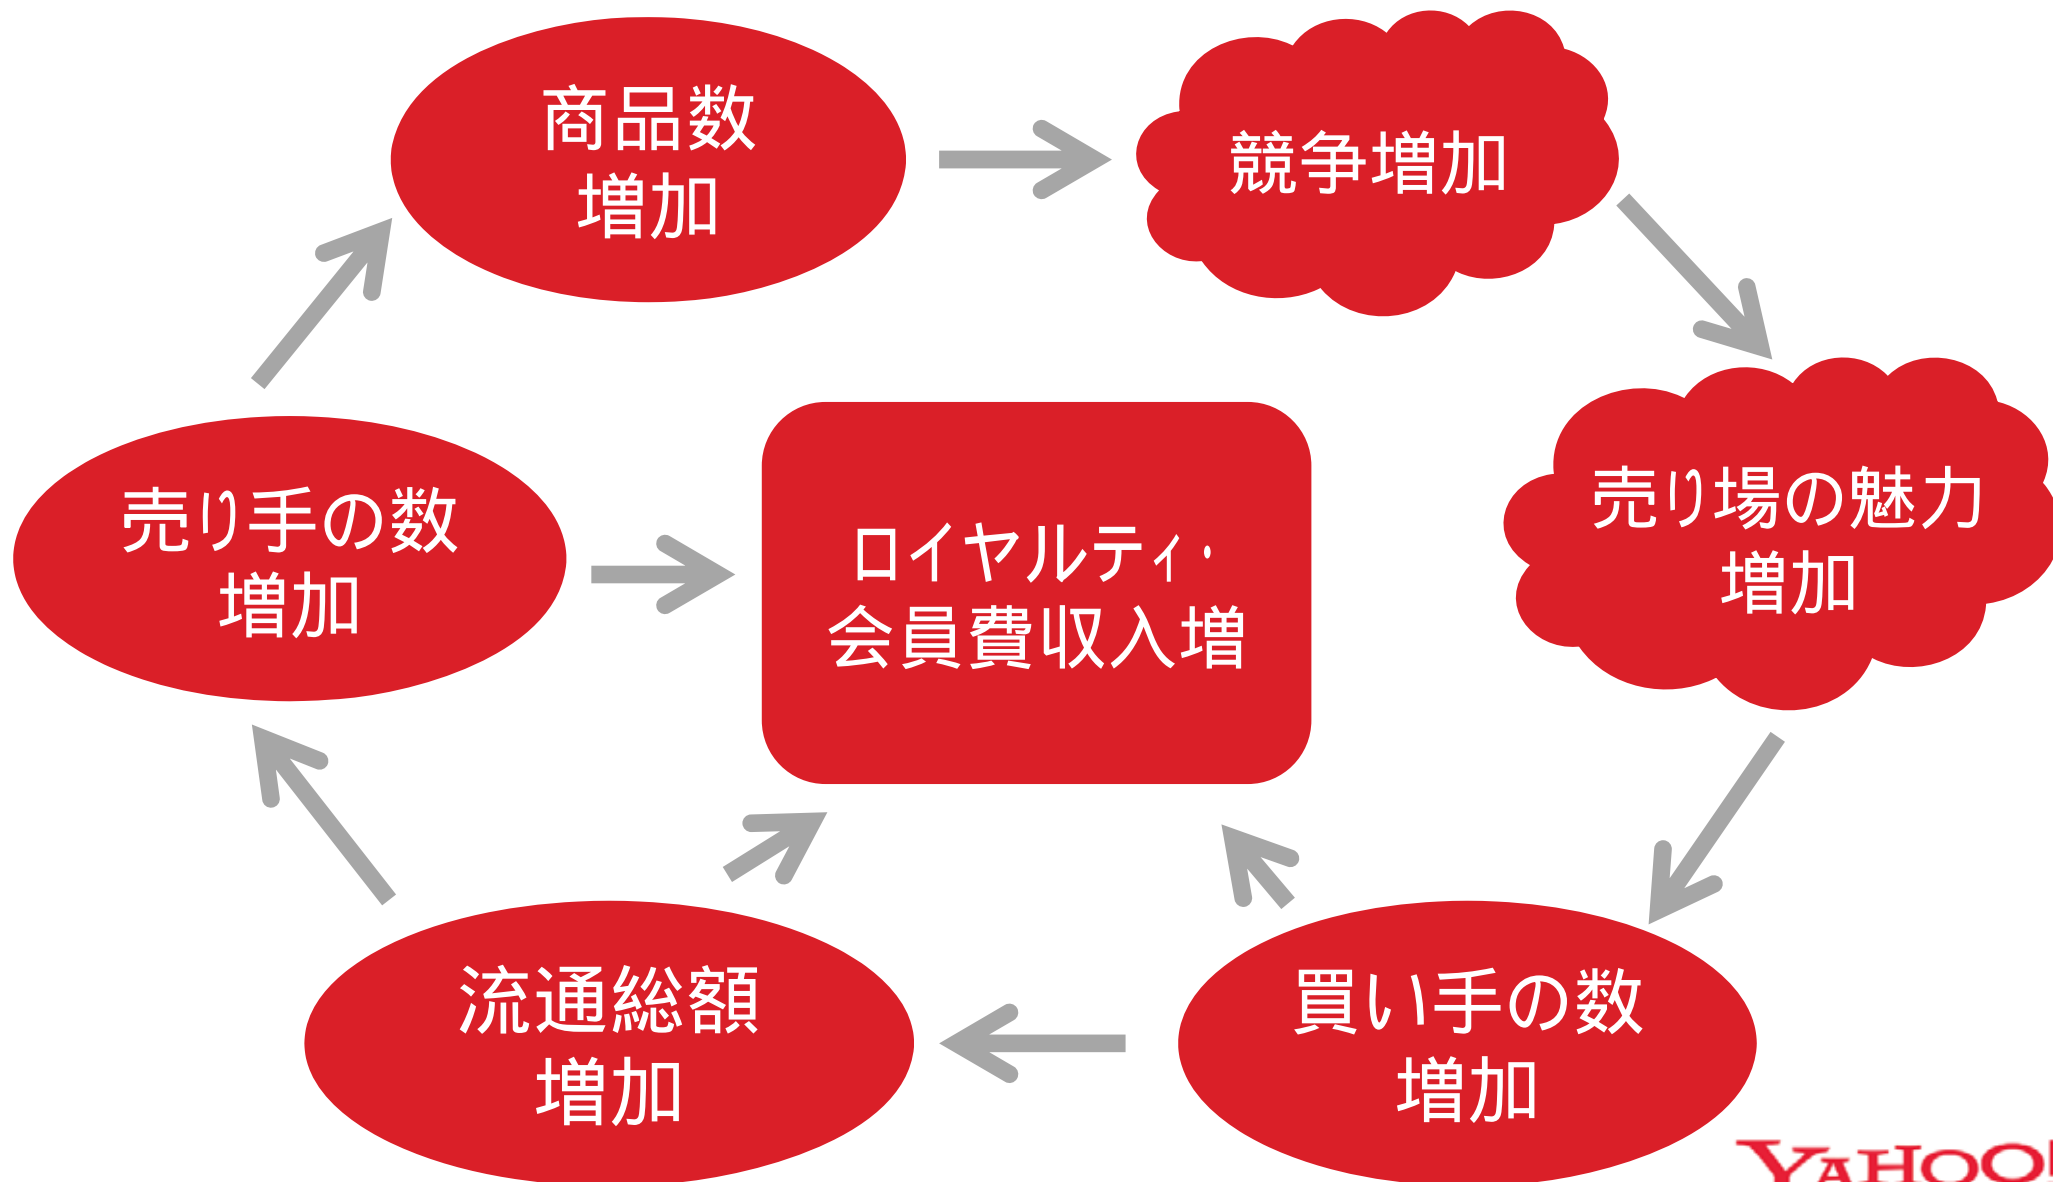 商品数
増加
競争増加
売り手の数
増加
ロイヤルティ・
会員費収入増
売り場の魅力
増加
流通総額
増加
買い手の数
増加
YAHOO!